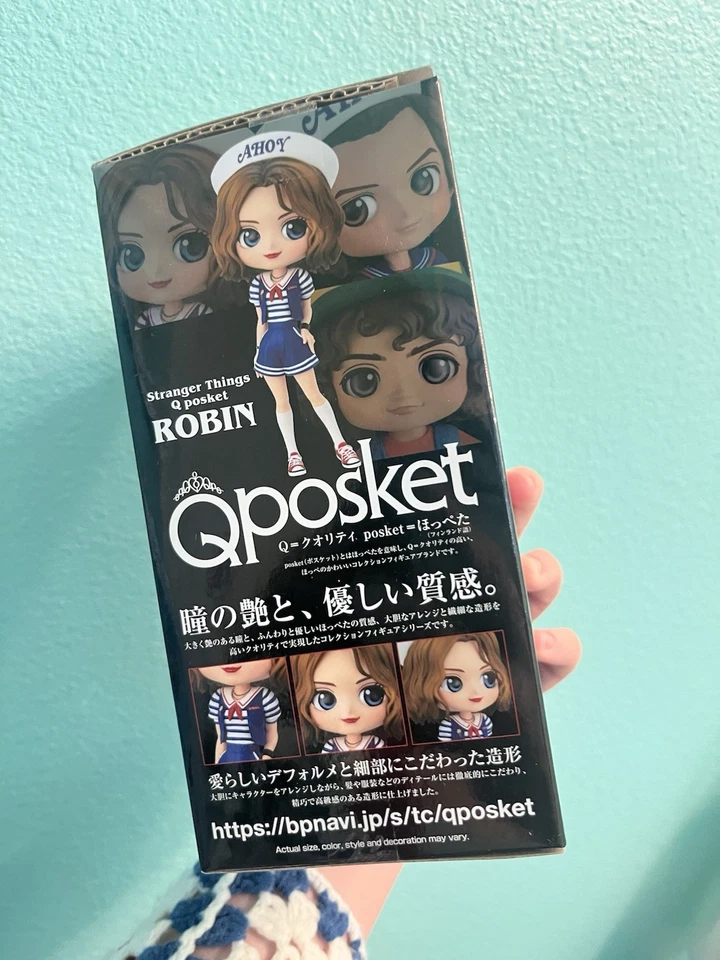 AHOY
AH
Stranger Things
Q posket
ROBIN
Qposket
Q=クオリティ posket=ほっぺた
(フィンランド語)
posket(ポスケット)とはほっぺたを意味し、Q=クオリティの高い、
ほっぺのかわいいコレクションフィギュアブランドです。
瞳の艶と、優しい質感。
大きく艶のある瞳と、ふんわりと優しいほっぺたの質感、大胆なアレンジと繊細な造形を
高いクオリティで実現したコレクションフィギュアシリーズです。
愛らしいデフォルメと細部にこだわった造形
大胆にキャラクターをアレンジしながら、髪や服装などのディテールには徹底的にこだわり、
精巧で高級感のある造形に仕上げました。
https://bpnavi.jp/s/tc/qposket
Actual size, color, style and decoration may vary.